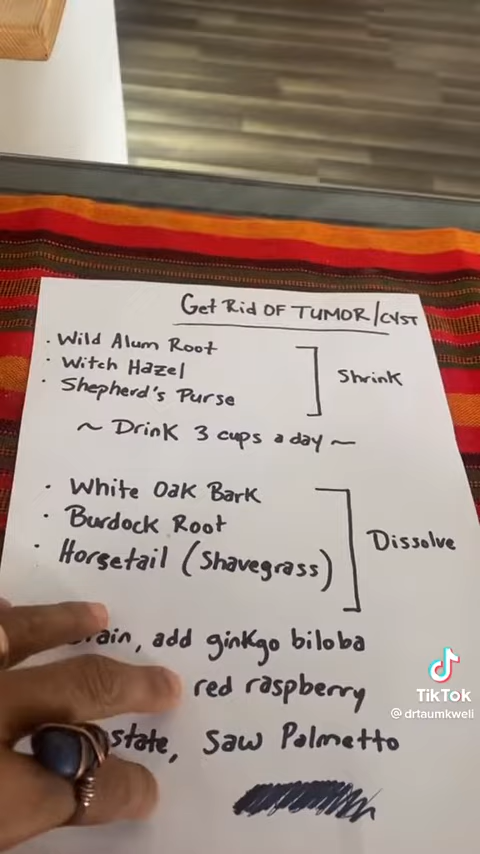 Get Rid OF TUMOR/CYST
· Wild Alum Root
· Witch Hazel
· Shepherd's Purse
Shrink
~ Drink 3 cups a day ~
· White Oak Bark
· Burdock Root
· Horsetail (Shavegrass)
Dissolve
add ginkgo biloba
red raspberry
Saw Palmetto
TikTok
@drtaumkweli